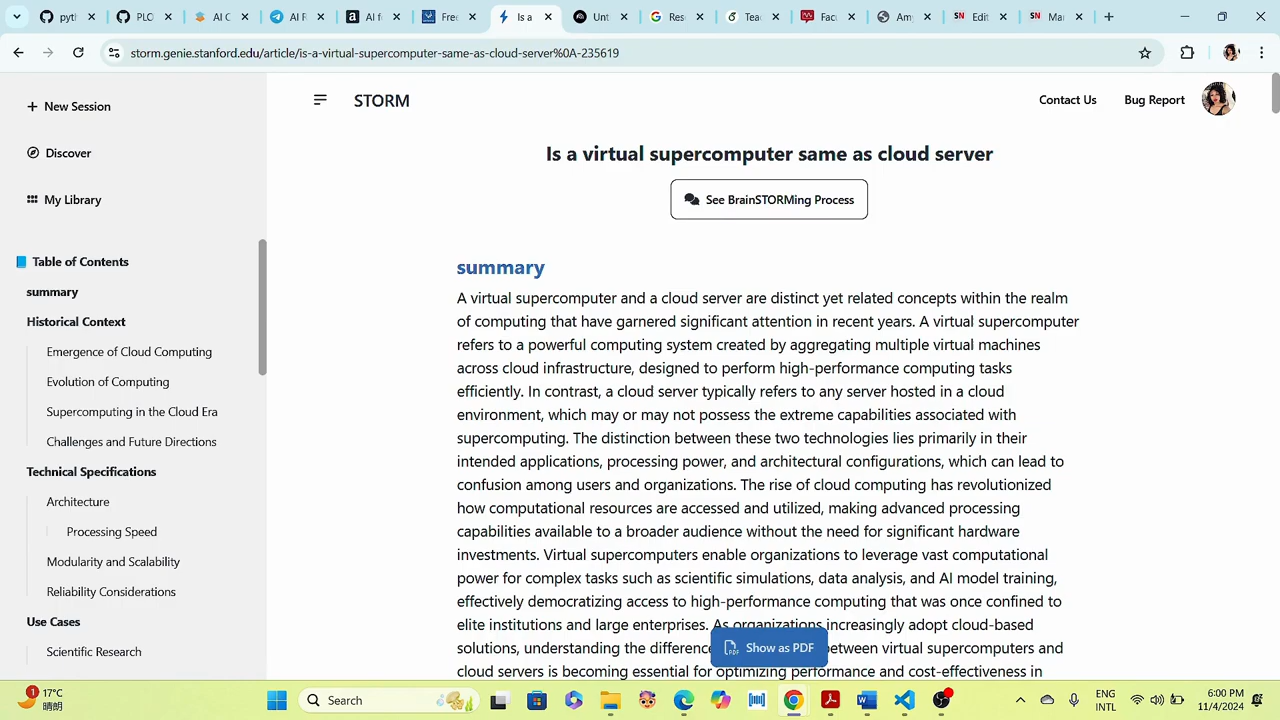 pyth
PLC
AI C
AI F
AI f
Free
Is a
Unt
Res
Tea
Fac
Am
Edit
Ma
storm.genie.stanford.edu/article/is-a-virtual-supercomputer-same-as-cloud-server%0A-235619
New Session
STORM
Contact Us
Bug Report
Discover
My Library
Table of Contents
summary
Historical Context
Emergence of Cloud Computing
Evolution of Computing
Supercomputing in the Cloud Era
Challenges and Future Directions
Technical Specifications
Architecture
Processing Speed
Modularity and Scalability
Reliability Considerations
Use Cases
Scientific Research
Is a virtual supercomputer same as cloud server
See BrainSTORMing Process
summary
A virtual supercomputer and a cloud server are distinct yet related concepts within the realm
of computing that have garnered significant attention in recent years. A virtual supercomputer
refers to a powerful computing system created by aggregating multiple virtual machines
across cloud infrastructure, designed to perform high-performance computing tasks
efficiently. In contrast, a cloud server typically refers to any server hosted in a cloud
environment, which may or may not possess the extreme capabilities associated with
supercomputing. The distinction between these two technologies lies primarily in their
intended applications, processing power, and architectural configurations, which can lead to
confusion among users and organizations. The rise of cloud computing has revolutionized
how computational resources are accessed and utilized, making advanced processing
capabilities available to a broader audience without the need for significant hardware
investments. Virtual supercomputers enable organizations to leverage vast computational
power for complex tasks such as scientific simulations, data analysis, and AI model training,
effectively democratizing access to high-performance computing that was once confined to
elite institutions and large enterprises. As organizations increasingly adopt cloud-based
solutions, understanding the difference between virtual supercomputers and
Show as PDF
cloud servers is becoming essential for optimizing performance and cost-effectiveness in
1
17°C
晴朗
Search
ENG
INTL
6:00 PM
11/4/2024